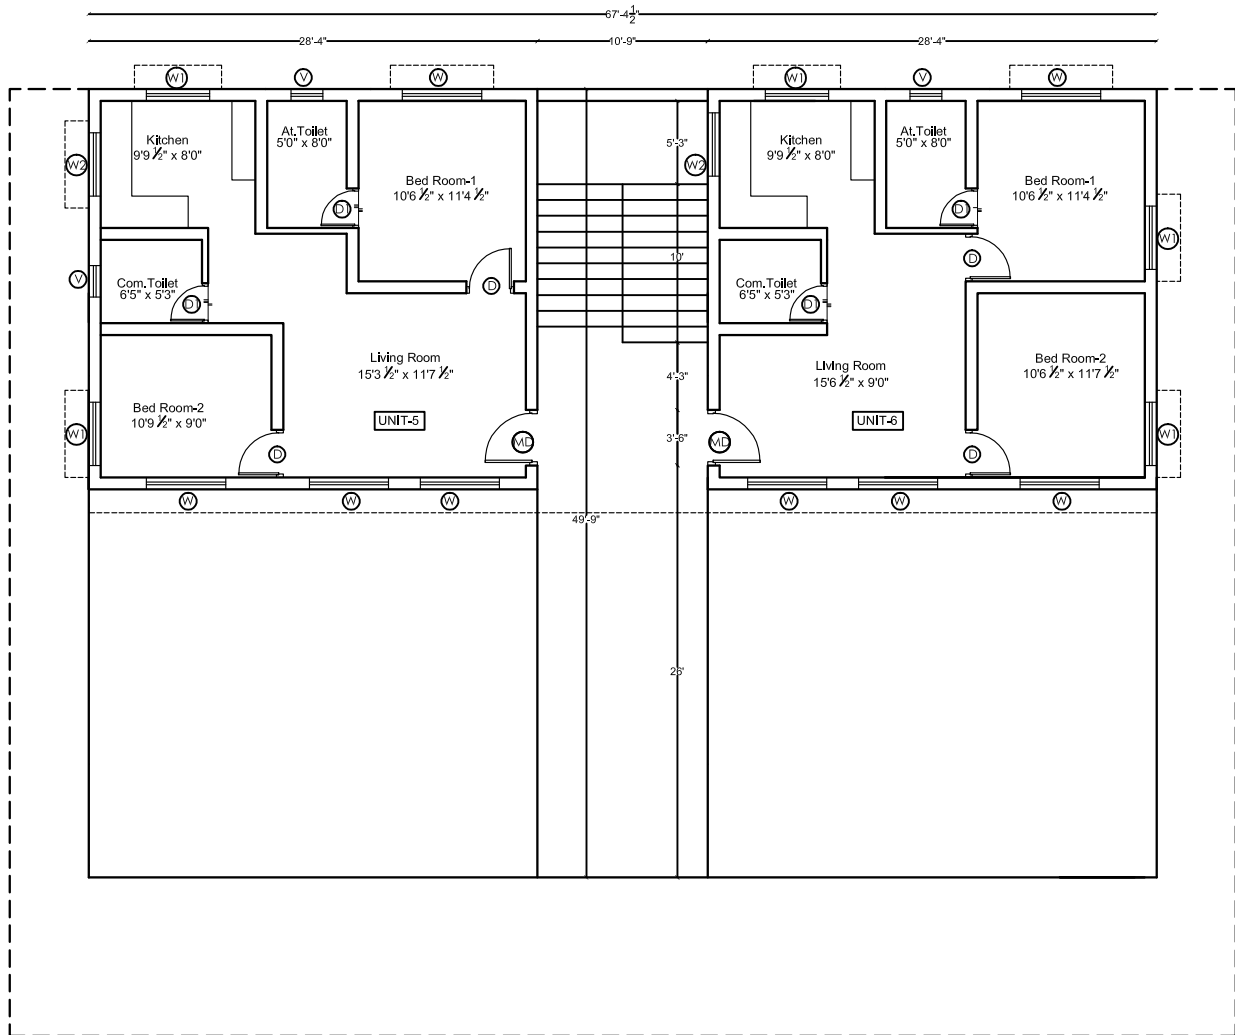 67'-4 1/2"
28'-4"
10'-9"
28'-4"
W1
V
W
W1
V
W
Kitchen
9'9 1/2" x 8'0"
At.Toilet
5'0" x 8'0"
5'-3"
Kitchen
9'9 1/2" x 8'0"
At.Toilet
5'0" x 8'0"
W2
W2
Bed Room-1
10'6 1/2" x 11'4 1/2"
Bed Room-1
10'6 1/2" x 11'4 1/2"
D1
D1
W1
10'
D
V
Com.Toilet
6'5" x 5'3"
D
Com.Toilet
6'5" x 5'3"
D1
D1
Living Room
15'3 1/2" x 11'7 1/2"
Living Room
15'6 1/2" x 9'0"
Bed Room-2
10'6 1/2" x 11'7 1/2"
4'-3"
Bed Room-2
10'9 1/2" x 9'0"
UNIT-5
UNIT-6
W1
MD
3'-6"
MD
W1
D
D
W
W
W
W
W
W
49'-9"
26'